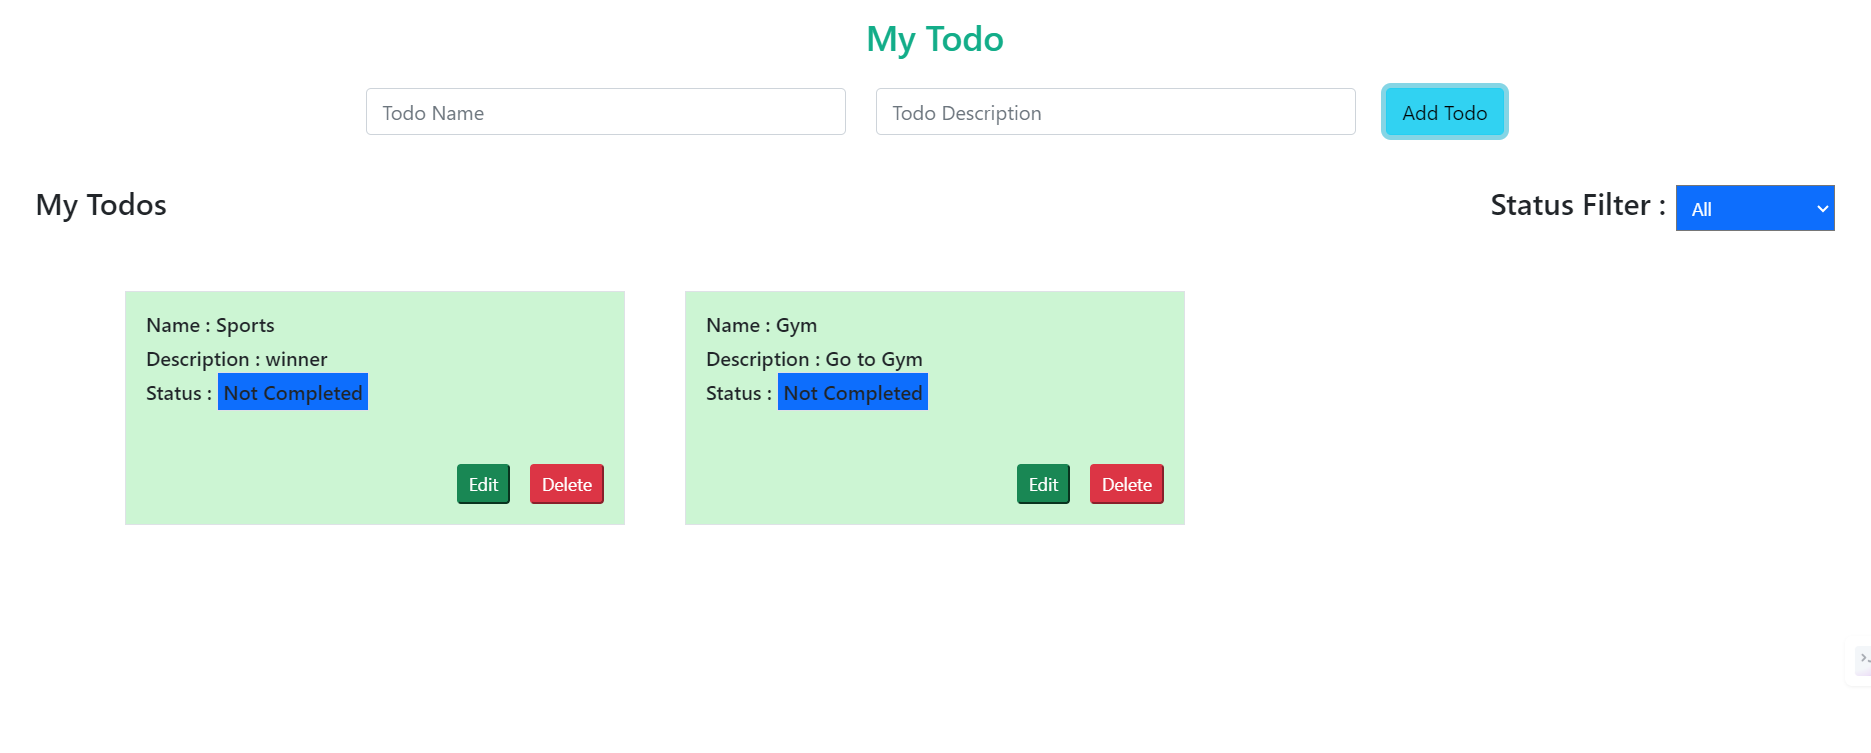 My Todo
Todo Name
Todo Description
Add Todo
My Todos
Status Filter :
All
Name : Sports
Description : winner
Status : Not Completed
Edit
Delete
Name : Gym
Description : Go to Gym
Status : Not Completed
Edit
Delete